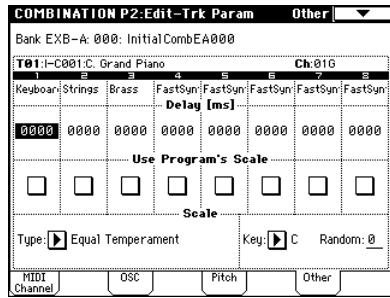 COMBINATION P2:Edit-Trk Param Other
Bank EXB-A: 000: InitialCombEA000
T01:I-C001:C. Grand Piano Ch:01G
1 2 3 4 5 6 7 8
Keyboar Strings Brass FastSyn FastSyn FastSyn FastSyn FastSyn
Delay [ms]
0000 0000 0000 0000 0000 0000 0000 0000
Use Program's Scale
Scale
Type: Equal Temperament Key: C Random: 0
MIDI Channel OSC Pitch Other